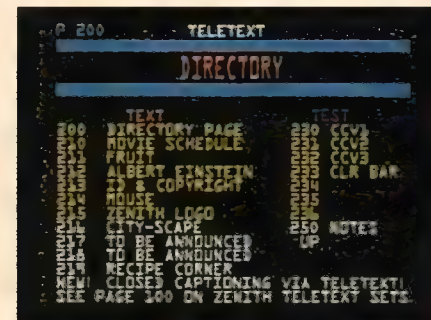 P 200 TELETEXT
DIRECTORY
TEXT TEST
200 DIRECTORY PAGE 230 CCV1
210 MOVIE SCHEDULE 231 CCV2
211 FRUIT 232 CCV3
212 ALBERT EINSTEIN 233 CLR BAR
213 ID & COPYRIGHT 234
214 MOUSE 235
215 ZENITH LOGO 236
216 CITY-SCAPE 250 NOTES
217 TO BE ANNOUNCED UP
218 TO BE ANNOUNCED
219 RECIPE CORNER
NEW! CLOSED CAPTIONING VIA TELETEXT!
SEE PAGE 100 ON ZENITH TELETEXT SETS